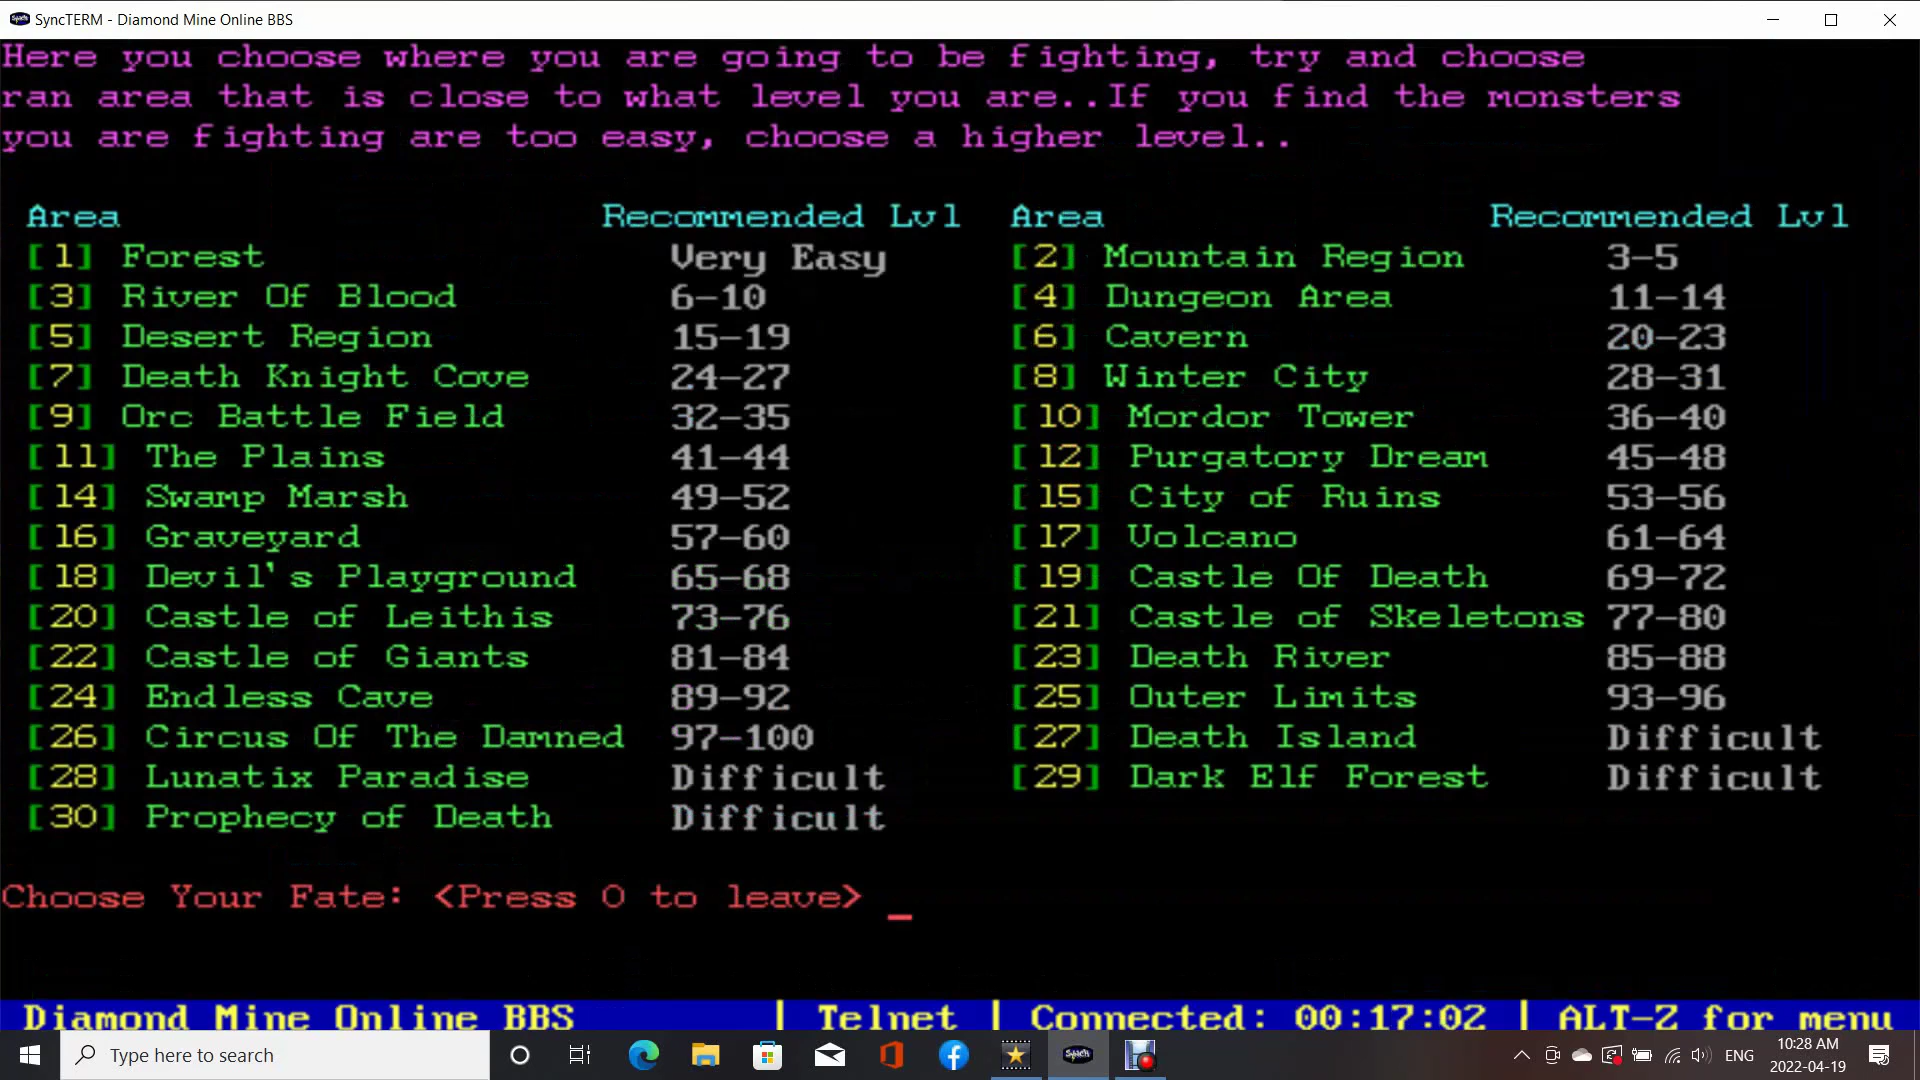 SyncTERM - Diamond Mine Online BBS
Here you choose where you are going to be fighting, try and choose
ran area that is close to what level you are..If you find the monsters
you are fighting are too easy, choose a higher level..
Area Recommended Lvl Area Recommended Lvl
[1] Forest Very Easy [2] Mountain Region 3-5
[3] River Of Blood 6-10 [4] Dungeon Area 11-14
[5] Desert Region 15-19 [6] Cavern 20-23
[7] Death Knight Cove 24-27 [8] Winter City 28-31
[9] Orc Battle Field 32-35 [10] Mordor Tower 36-40
[11] The Plains 41-44 [12] Purgatory Dream 45-48
[14] Swamp Marsh 49-52 [15] City of Ruins 53-56
[16] Graveyard 57-60 [17] Volcano 61-64
[18] Devil's Playground 65-68 [19] Castle Of Death 69-72
[20] Castle of Leithis 73-76 [21] Castle of Skeletons 77-80
[22] Castle of Giants 81-84 [23] Death River 85-88
[24] Endless Cave 89-92 [25] Outer Limits 93-96
[26] Circus Of The Damned 97-100 [27] Death Island Difficult
[28] Lunatix Paradise Difficult [29] Dark Elf Forest Difficult
[30] Prophecy of Death Difficult
Choose Your Fate: <Press 0 to leave> _
Diamond Mine Online BBS | Telnet | Connected: 00:17:02 | ALT-Z for menu
Type here to search
ENG
10:28 AM
2022-04-19